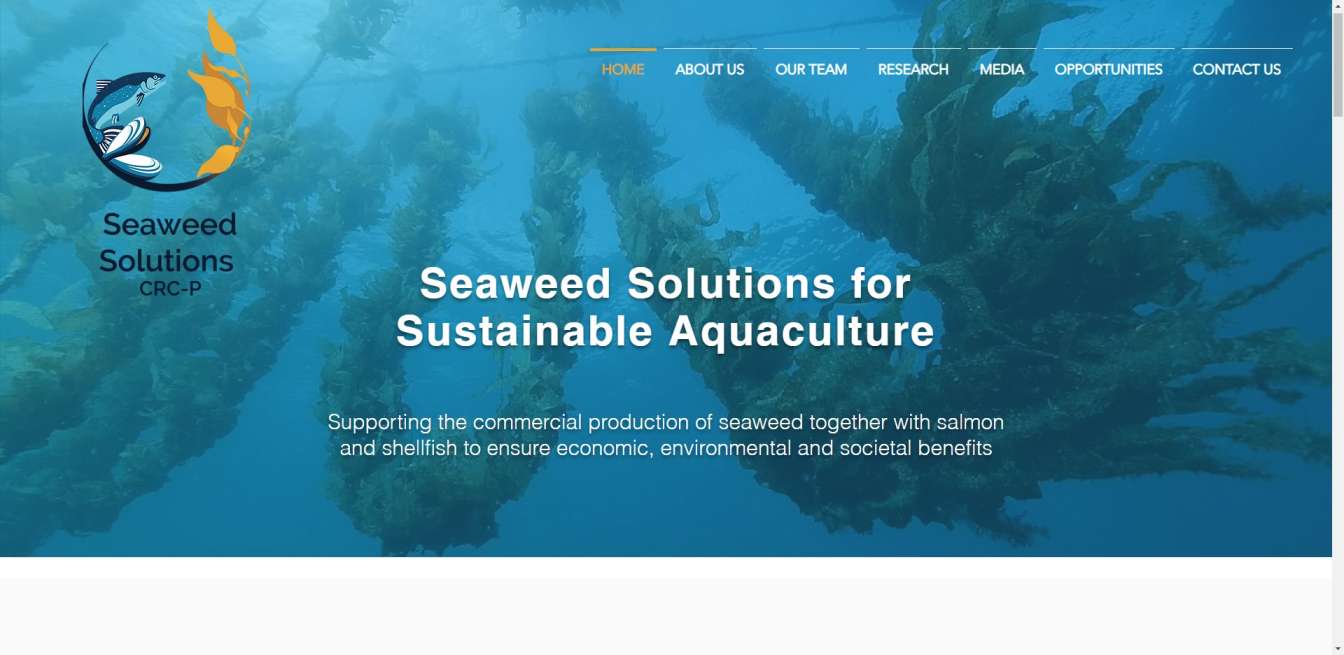 HOME
ABOUT US
OUR TEAM
RESEARCH
MEDIA
OPPORTUNITIES
CONTACT US
Seaweed
Solutions
CRC-P
Seaweed Solutions for
Sustainable Aquaculture
Supporting the commercial production of seaweed together with salmon
and shellfish to ensure economic, environmental and societal benefits